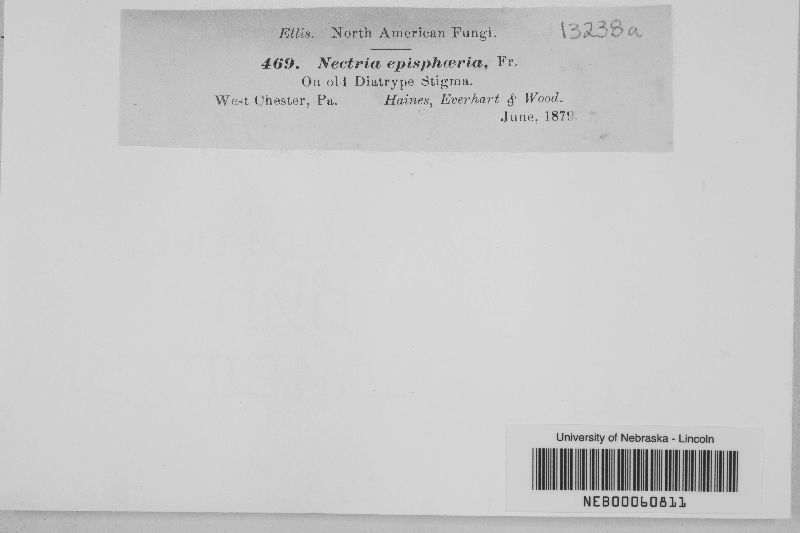 Ellis. North American Fungi.
13238a
469. Nectria episphœria, Fr.
On old Diatrype Stigma.
West Chester, Pa. Haines, Everhart & Wood.
June, 1879.
University of Nebraska - Lincoln
NEB00060811